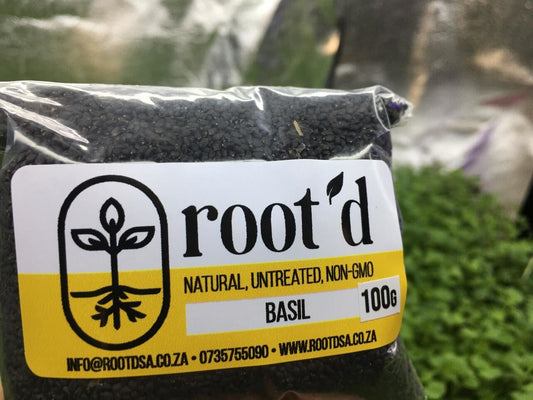 root'd
NATURAL, UNTREATED, NON-GMO
BASIL 100G
INFO@ROOTDSA.CO.ZA • 0735755090 • WWW.ROOTDSA.CO.ZA